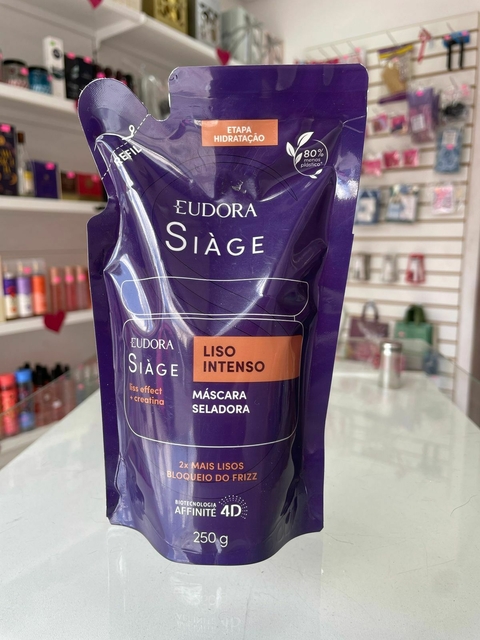 REFIL
ETAPA
HIDRATAÇÃO
80%
menos
plástico*
EUDORA
SIÀGE
EUDORA
SIÀGE
liss effect
+ creatina
LISO
INTENSO
MÁSCARA
SELADORA
2x MAIS LISOS
BLOQUEIO DO FRIZZ
BIOTECNOLOGIA
AFFINITÉ 4D
250 g